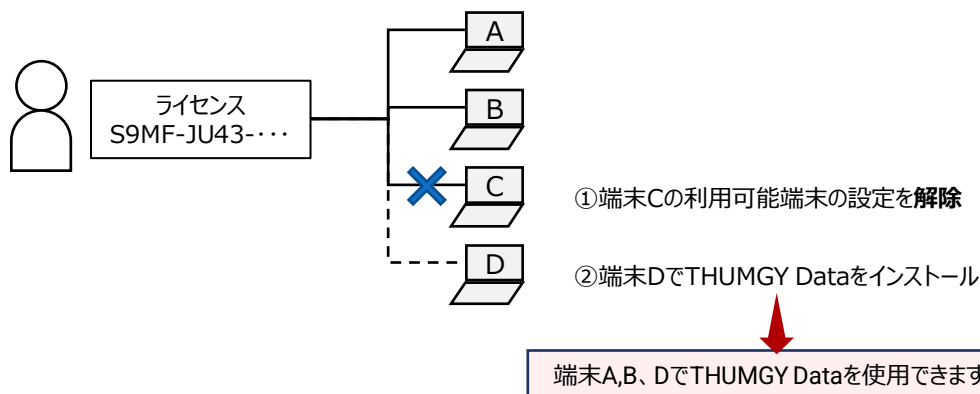 A
ライセンス
S9MF-JU43-･･･
B
C
①端末Cの利用可能端末の設定を解除
D
②端末DでTHUMGY Dataをインストール
端末A,B、DでTHUMGY Dataを使用できます